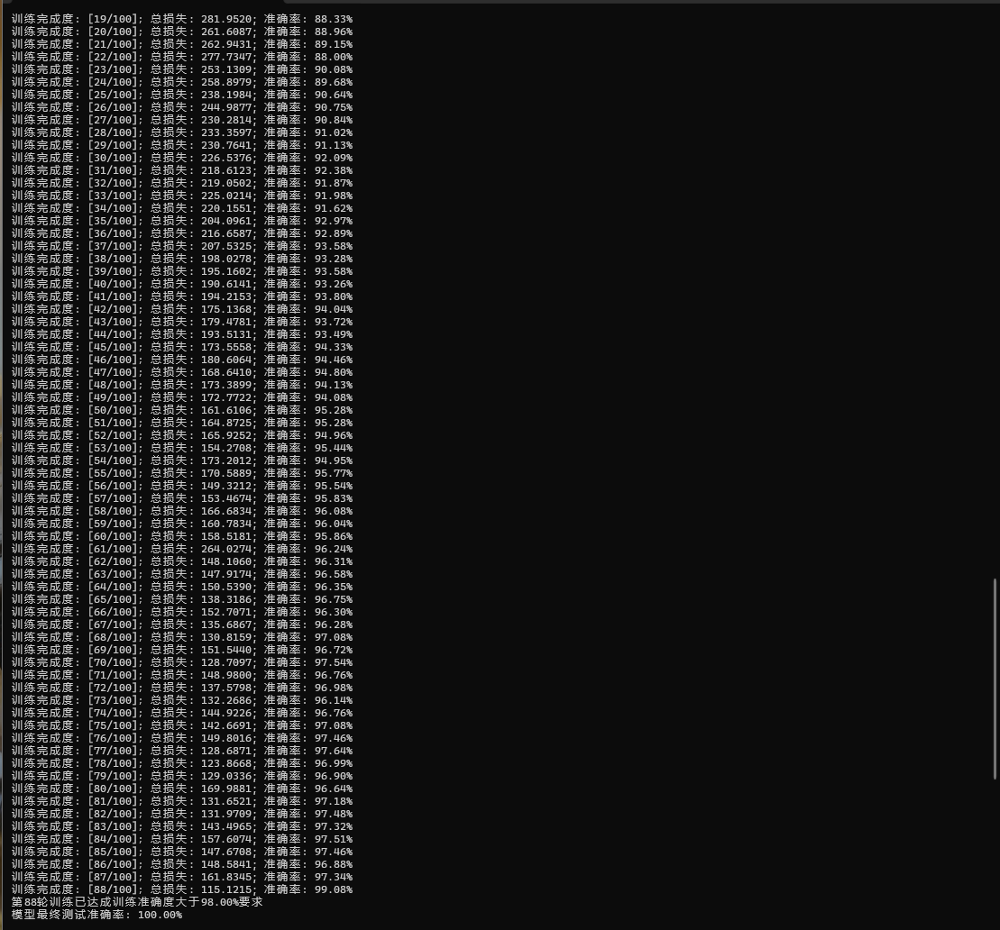 训练完成度: [19/100]; 总损失: 281.9520; 准确率: 88.33%
训练完成度: [20/100]; 总损失: 261.6087; 准确率: 88.96%
训练完成度: [21/100]; 总损失: 262.9431; 准确率: 89.15%
训练完成度: [22/100]; 总损失: 277.7347; 准确率: 88.00%
训练完成度: [23/100]; 总损失: 253.1309; 准确率: 90.08%
训练完成度: [24/100]; 总损失: 258.8979; 准确率: 89.68%
训练完成度: [25/100]; 总损失: 238.1984; 准确率: 90.64%
训练完成度: [26/100]; 总损失: 244.9877; 准确率: 90.75%
训练完成度: [27/100]; 总损失: 230.2814; 准确率: 90.84%
训练完成度: [28/100]; 总损失: 233.3597; 准确率: 91.02%
训练完成度: [29/100]; 总损失: 230.7641; 准确率: 91.13%
训练完成度: [30/100]; 总损失: 226.5376; 准确率: 92.09%
训练完成度: [31/100]; 总损失: 218.6123; 准确率: 92.38%
训练完成度: [32/100]; 总损失: 219.0502; 准确率: 91.87%
训练完成度: [33/100]; 总损失: 225.0214; 准确率: 91.98%
训练完成度: [34/100]; 总损失: 220.1551; 准确率: 91.62%
训练完成度: [35/100]; 总损失: 204.0961; 准确率: 92.97%
训练完成度: [36/100]; 总损失: 216.6587; 准确率: 92.89%
训练完成度: [37/100]; 总损失: 207.5325; 准确率: 93.58%
训练完成度: [38/100]; 总损失: 198.0278; 准确率: 93.28%
训练完成度: [39/100]; 总损失: 195.1602; 准确率: 93.58%
训练完成度: [40/100]; 总损失: 190.6141; 准确率: 93.26%
训练完成度: [41/100]; 总损失: 194.2153; 准确率: 93.80%
训练完成度: [42/100]; 总损失: 175.1368; 准确率: 94.04%
训练完成度: [43/100]; 总损失: 179.4781; 准确率: 93.72%
训练完成度: [44/100]; 总损失: 193.5131; 准确率: 93.49%
训练完成度: [45/100]; 总损失: 173.5558; 准确率: 94.33%
训练完成度: [46/100]; 总损失: 180.6064; 准确率: 94.46%
训练完成度: [47/100]; 总损失: 168.6410; 准确率: 94.80%
训练完成度: [48/100]; 总损失: 173.3899; 准确率: 94.13%
训练完成度: [49/100]; 总损失: 172.7722; 准确率: 94.08%
训练完成度: [50/100]; 总损失: 161.6106; 准确率: 95.28%
训练完成度: [51/100]; 总损失: 164.8725; 准确率: 95.28%
训练完成度: [52/100]; 总损失: 165.9252; 准确率: 94.96%
训练完成度: [53/100]; 总损失: 154.2708; 准确率: 95.44%
训练完成度: [54/100]; 总损失: 173.2012; 准确率: 94.95%
训练完成度: [55/100]; 总损失: 170.5889; 准确率: 95.77%
训练完成度: [56/100]; 总损失: 149.3212; 准确率: 95.54%
训练完成度: [57/100]; 总损失: 153.4674; 准确率: 95.83%
训练完成度: [58/100]; 总损失: 166.6834; 准确率: 96.08%
训练完成度: [59/100]; 总损失: 160.7834; 准确率: 96.04%
训练完成度: [60/100]; 总损失: 158.5181; 准确率: 95.86%
训练完成度: [61/100]; 总损失: 264.0274; 准确率: 96.24%
训练完成度: [62/100]; 总损失: 148.1060; 准确率: 96.31%
训练完成度: [63/100]; 总损失: 147.9174; 准确率: 96.58%
训练完成度: [64/100]; 总损失: 150.5390; 准确率: 96.35%
训练完成度: [65/100]; 总损失: 138.3186; 准确率: 96.75%
训练完成度: [66/100]; 总损失: 152.7071; 准确率: 96.30%
训练完成度: [67/100]; 总损失: 135.6867; 准确率: 96.28%
训练完成度: [68/100]; 总损失: 130.8159; 准确率: 97.08%
训练完成度: [69/100]; 总损失: 151.5440; 准确率: 96.72%
训练完成度: [70/100]; 总损失: 128.7097; 准确率: 97.54%
训练完成度: [71/100]; 总损失: 148.9800; 准确率: 96.76%
训练完成度: [72/100]; 总损失: 137.5798; 准确率: 96.98%
训练完成度: [73/100]; 总损失: 132.2686; 准确率: 96.14%
训练完成度: [74/100]; 总损失: 144.9226; 准确率: 96.76%
训练完成度: [75/100]; 总损失: 142.6691; 准确率: 97.08%
训练完成度: [76/100]; 总损失: 149.8016; 准确率: 97.46%
训练完成度: [77/100]; 总损失: 128.6871; 准确率: 97.64%
训练完成度: [78/100]; 总损失: 123.8668; 准确率: 96.99%
训练完成度: [79/100]; 总损失: 129.0336; 准确率: 96.90%
训练完成度: [80/100]; 总损失: 169.9881; 准确率: 96.64%
训练完成度: [81/100]; 总损失: 131.6521; 准确率: 97.18%
训练完成度: [82/100]; 总损失: 131.9709; 准确率: 97.48%
训练完成度: [83/100]; 总损失: 143.4965; 准确率: 97.32%
训练完成度: [84/100]; 总损失: 157.6074; 准确率: 97.51%
训练完成度: [85/100]; 总损失: 147.6708; 准确率: 97.46%
训练完成度: [86/100]; 总损失: 148.5841; 准确率: 96.88%
训练完成度: [87/100]; 总损失: 161.8345; 准确率: 97.34%
训练完成度: [88/100]; 总损失: 115.1215; 准确率: 99.08%
第88轮训练已达成训练准确度大于98.00%要求
模型最终测试准确率: 100.00%